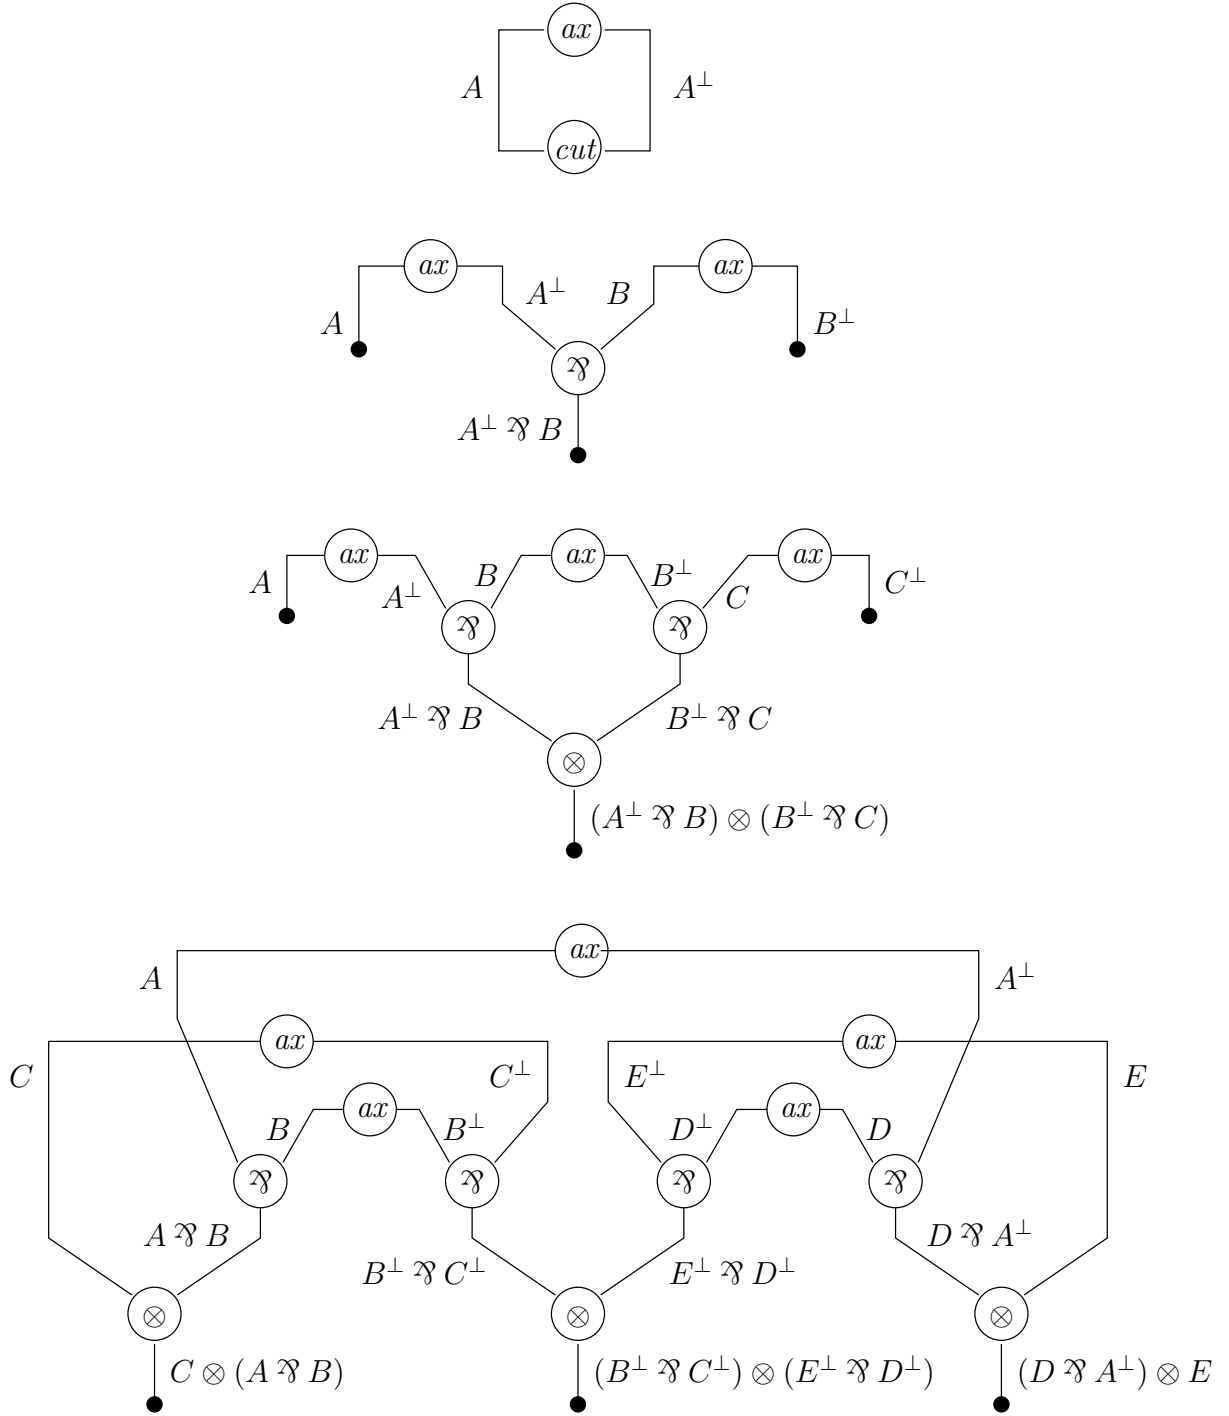 ax
A A⊥
cut
ax ax
A A⊥ B B⊥
⅋
A⊥ ⅋ B
ax ax ax
A A⊥ B B⊥ C C⊥
⅋ ⅋
A⊥ ⅋ B B⊥ ⅋ C
⊗
(A⊥ ⅋ B) ⊗ (B⊥ ⅋ C)
ax
A A⊥
ax ax
C C⊥ E⊥ E
ax ax
B B⊥ D⊥ D
⅋ ⅋ ⅋ ⅋
A ⅋ B D ⅋ A⊥
B⊥ ⅋ C⊥ E⊥ ⅋ D⊥
⊗ ⊗ ⊗
C ⊗ (A ⅋ B) (B⊥ ⅋ C⊥) ⊗ (E⊥ ⅋ D⊥) (D ⅋ A⊥) ⊗ E